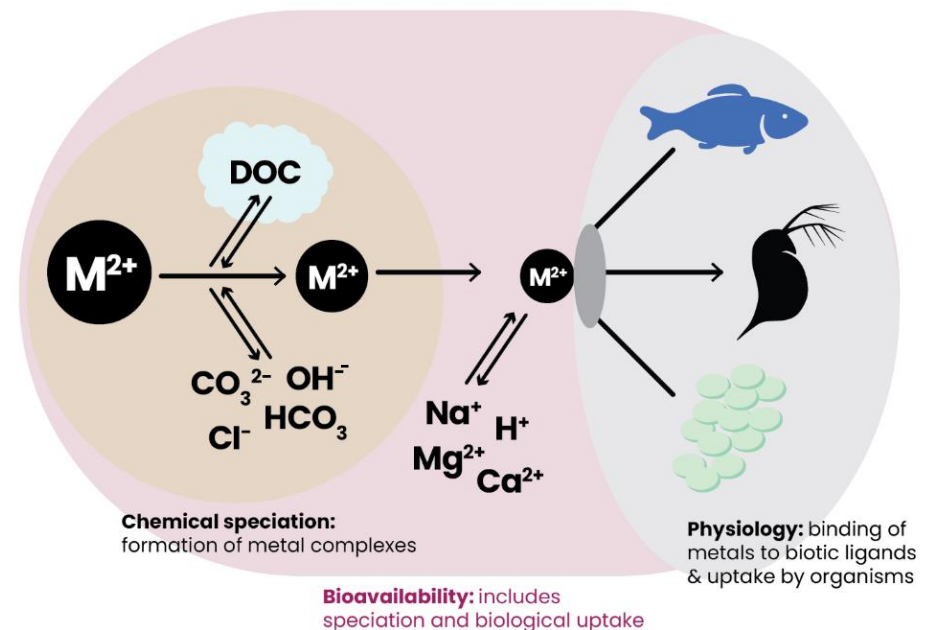 DOC
M²⁺
M²⁺
M²⁺
CO₃²⁻ OH⁻
HCO₃
Cl⁻
Na⁺
H⁺
Mg²⁺
Ca²⁺
Chemical speciation:
formation of metal complexes
Physiology: binding of
metals to biotic ligands
& uptake by organisms
Bioavailability: includes
speciation and biological uptake